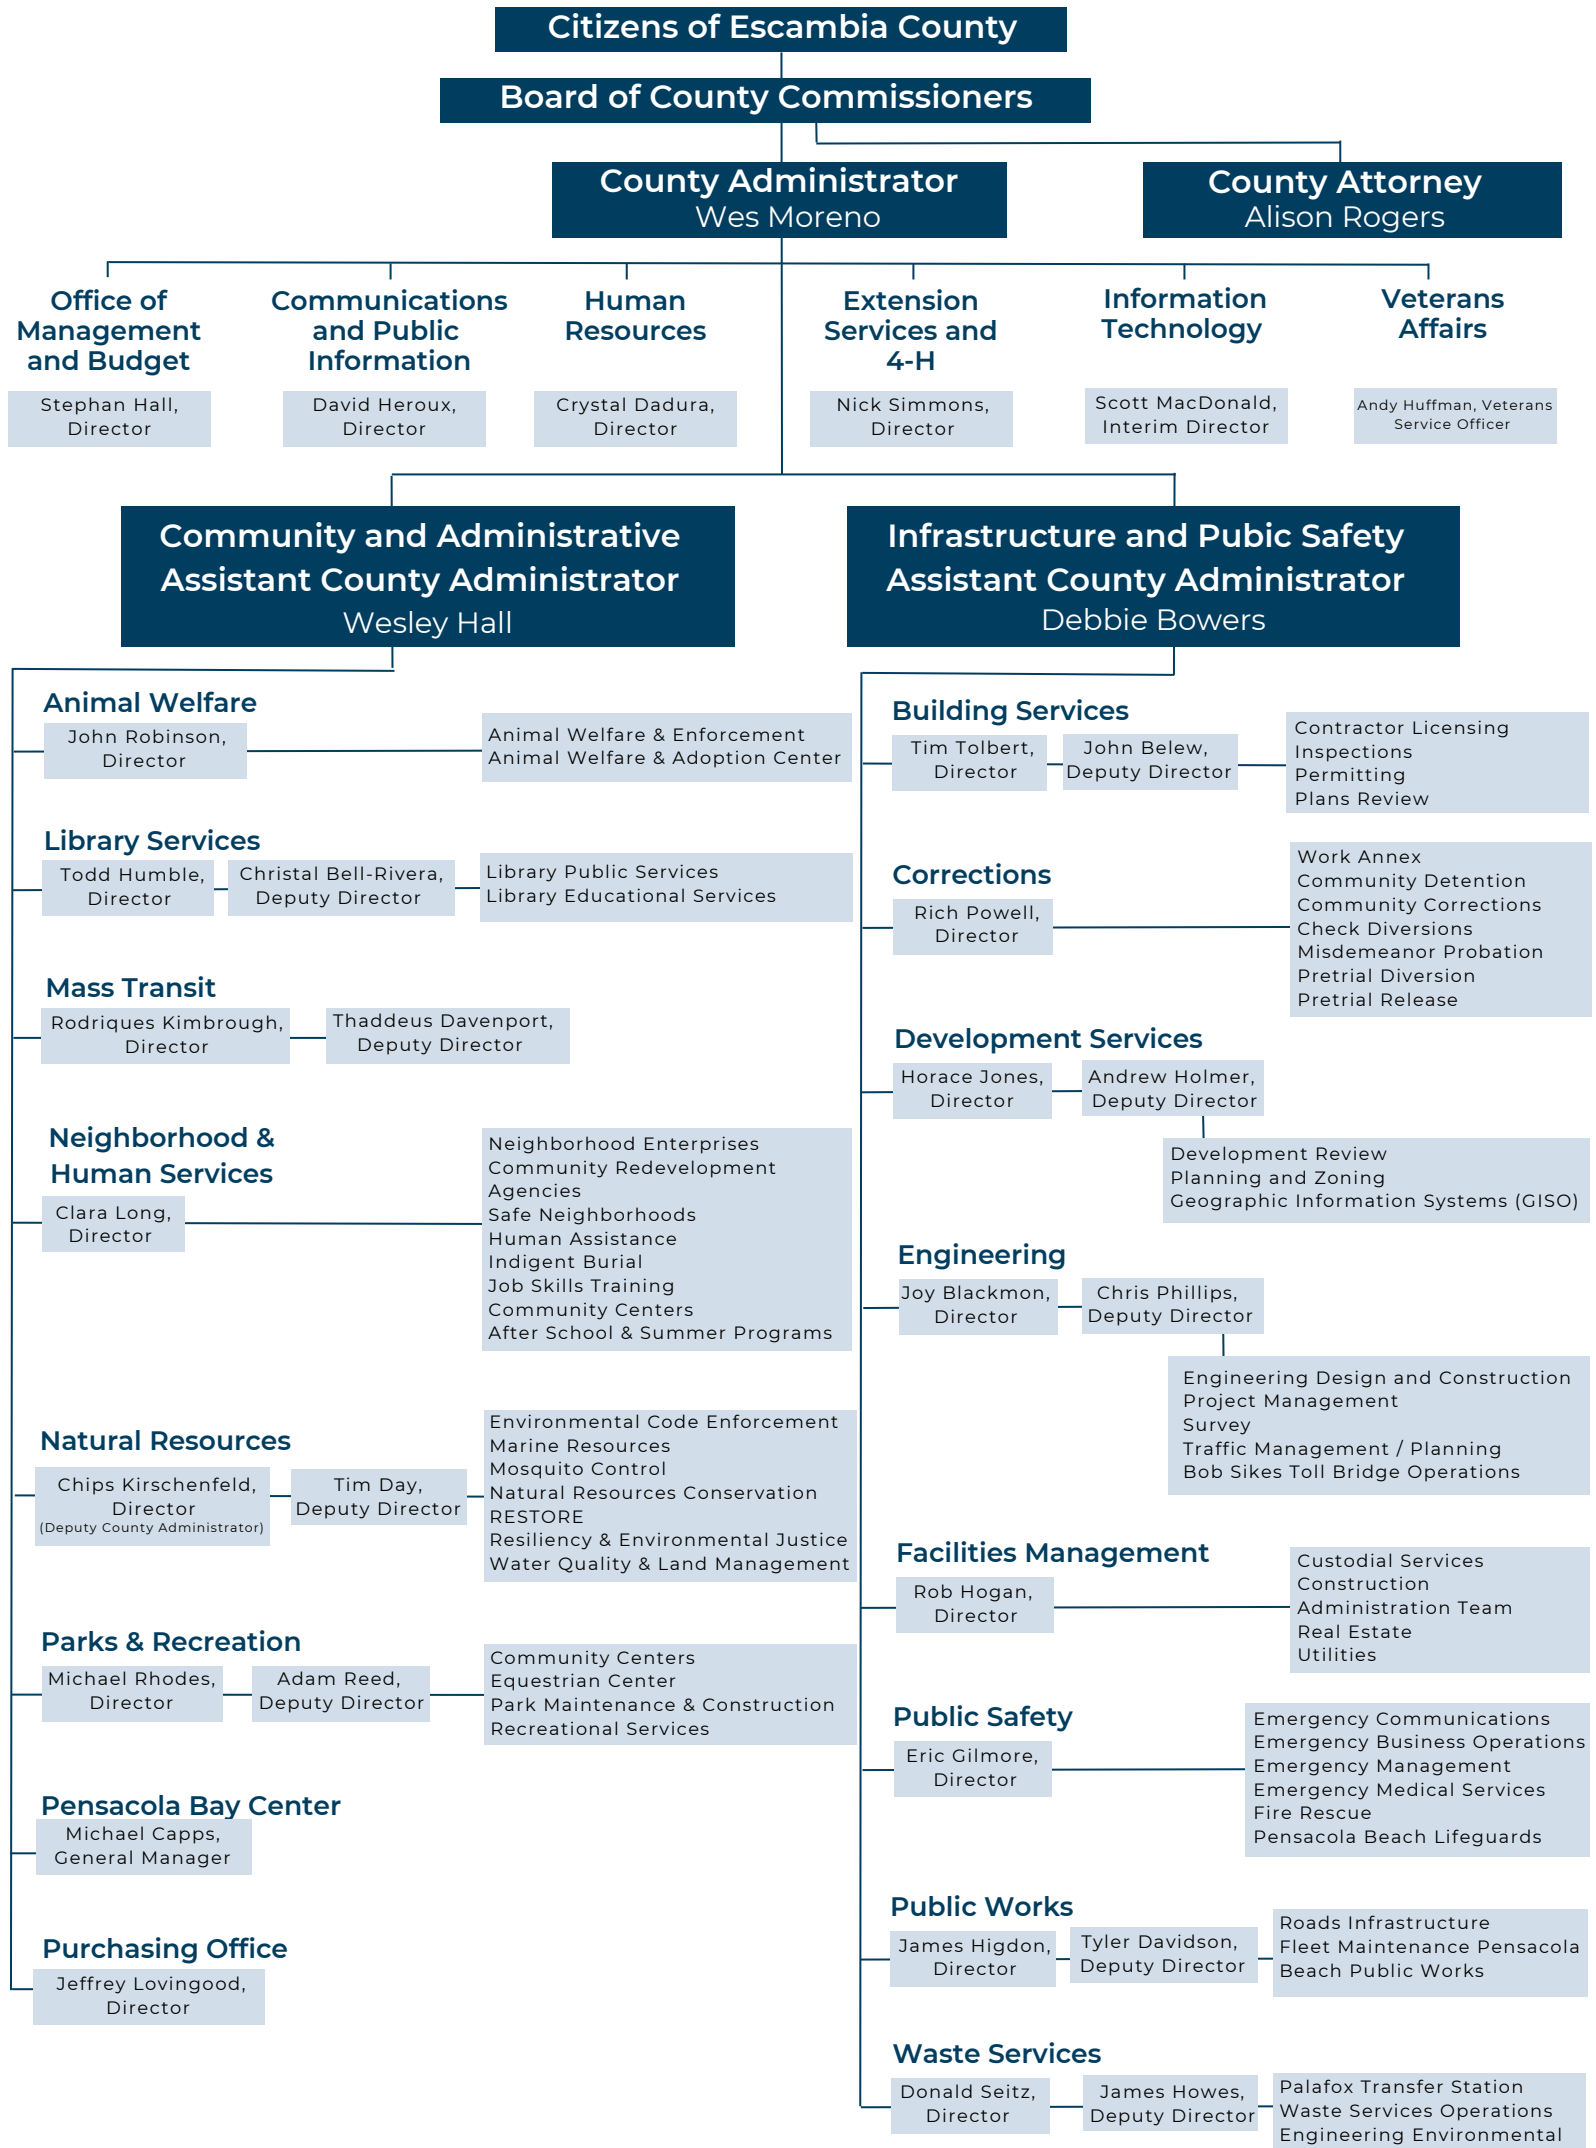 Citizens of Escambia County
Board of County Commissioners
County Administrator
Wes Moreno
County Attorney
Alison Rogers
Office of
Management
and Budget
Stephan Hall,
Director
Communications
and Public
Information
David Heroux,
Director
Human
Resources
Crystal Dadura,
Director
Extension
Services and
4-H
Nick Simmons,
Director
Information
Technology
Scott MacDonald,
Interim Director
Veterans
Affairs
Andy Huffman, Veterans
Service Officer
Community and Administrative
Assistant County Administrator
Wesley Hall
Animal Welfare
John Robinson,
Director
Animal Welfare & Enforcement
Animal Welfare & Adoption Center
Library Services
Todd Humble,
Director
Christal Bell-Rivera,
Deputy Director
Library Public Services
Library Educational Services
Mass Transit
Rodriques Kimbrough,
Director
Thaddeus Davenport,
Deputy Director
Neighborhood &
Human Services
Clara Long,
Director
Neighborhood Enterprises
Community Redevelopment
Agencies
Safe Neighborhoods
Human Assistance
Indigent Burial
Job Skills Training
Community Centers
After School & Summer Programs
Natural Resources
Chips Kirschenfeld,
Director
(Deputy County Administrator)
Tim Day,
Deputy Director
Environmental Code Enforcement
Marine Resources
Mosquito Control
Natural Resources Conservation
RESTORE
Resiliency & Environmental Justice
Water Quality & Land Management
Parks & Recreation
Michael Rhodes,
Director
Adam Reed,
Deputy Director
Community Centers
Equestrian Center
Park Maintenance & Construction
Recreational Services
Pensacola Bay Center
Michael Capps,
General Manager
Purchasing Office
Jeffrey Lovingood,
Director
Infrastructure and Pubic Safety
Assistant County Administrator
Debbie Bowers
Building Services
Tim Tolbert,
Director
John Belew,
Deputy Director
Contractor Licensing
Inspections
Permitting
Plans Review
Corrections
Rich Powell,
Director
Work Annex
Community Detention
Community Corrections
Check Diversions
Misdemeanor Probation
Pretrial Diversion
Pretrial Release
Development Services
Horace Jones,
Director
Andrew Holmer,
Deputy Director
Development Review
Planning and Zoning
Geographic Information Systems (GISO)
Engineering
Joy Blackmon,
Director
Chris Phillips,
Deputy Director
Engineering Design and Construction
Project Management
Survey
Traffic Management / Planning
Bob Sikes Toll Bridge Operations
Facilities Management
Rob Hogan,
Director
Custodial Services
Construction
Administration Team
Real Estate
Utilities
Public Safety
Eric Gilmore,
Director
Emergency Communications
Emergency Business Operations
Emergency Management
Emergency Medical Services
Fire Rescue
Pensacola Beach Lifeguards
Public Works
James Higdon,
Director
Tyler Davidson,
Deputy Director
Roads Infrastructure
Fleet Maintenance Pensacola
Beach Public Works
Waste Services
Donald Seitz,
Director
James Howes,
Deputy Director
Palafox Transfer Station
Waste Services Operations
Engineering Environmental